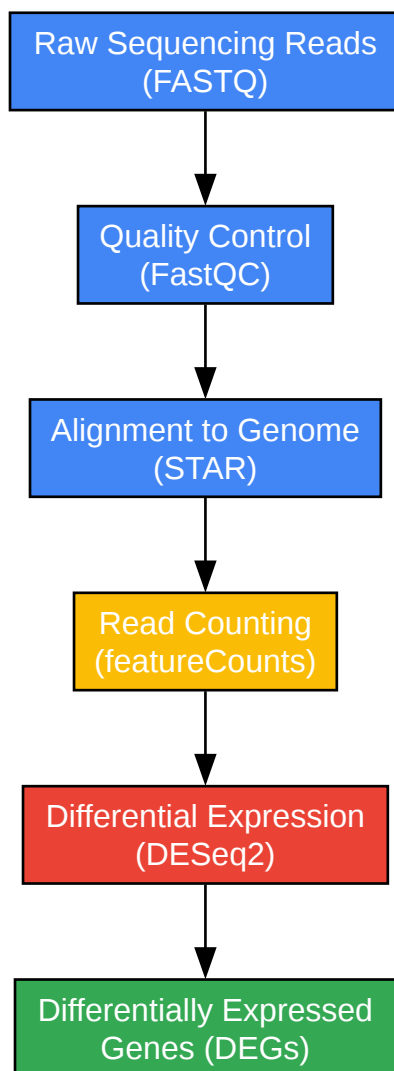 Raw Sequencing Reads
(FASTQ)
Quality Control
(FastQC)
Alignment to Genome
(STAR)
Read Counting
(featureCounts)
Differential Expression
(DESeq2)
Differentially Expressed
Genes (DEGs)